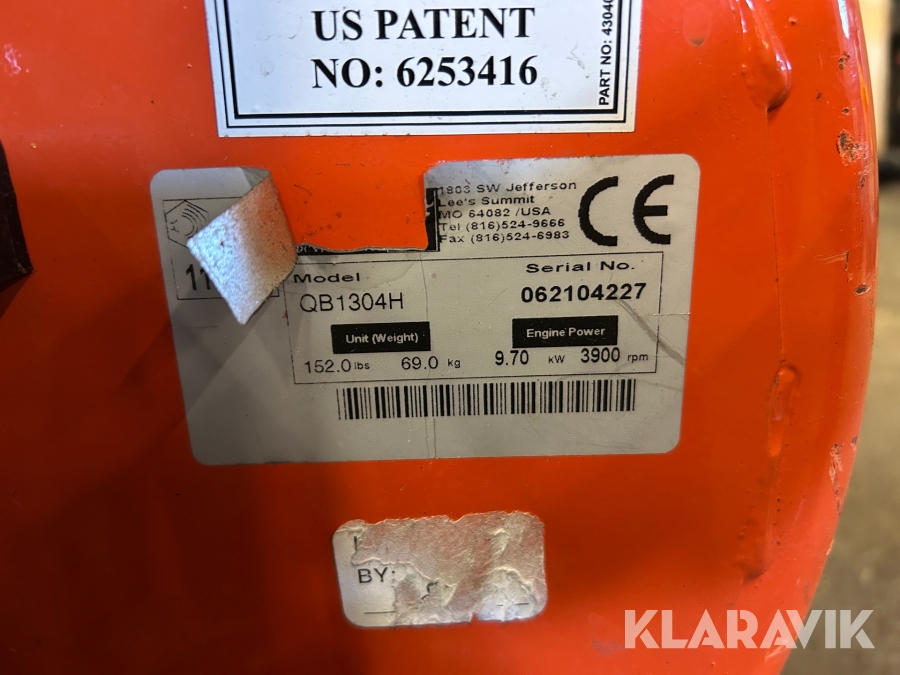 US PATENT
NO: 6253416
PART NO: 4304
1803 SW Jefferson
Lee's Summit
MO 64082 /USA
Tel (816)524-9666
Fax (816)524-6983
CE
11
Model
Serial No.
QB1304H
062104227
Unit (Weight)
Engine Power
152.0 lbs 69.0 kg 9.70 kW 3900 rpm
BY:
KLARAVIK